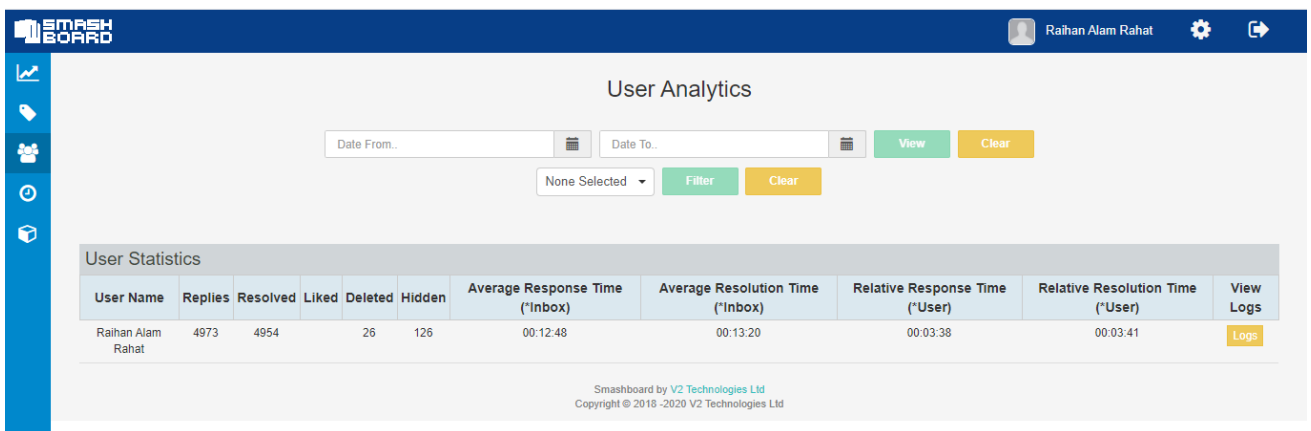 SMASH
BOARD
Raihan Alam Rahat
User Analytics
Date From..
Date To..
View
Clear
None Selected
Filter
Clear
User Statistics
User Name Replies Resolved Liked Deleted Hidden Average Response Time (*Inbox) Average Resolution Time (*Inbox) Relative Response Time (*User) Relative Resolution Time (*User) View Logs
Raihan Alam Rahat 4973 4954 26 126 00:12:48 00:13:20 00:03:38 00:03:41 Logs
Smashboard by V2 Technologies Ltd
Copyright © 2018 -2020 V2 Technologies Ltd